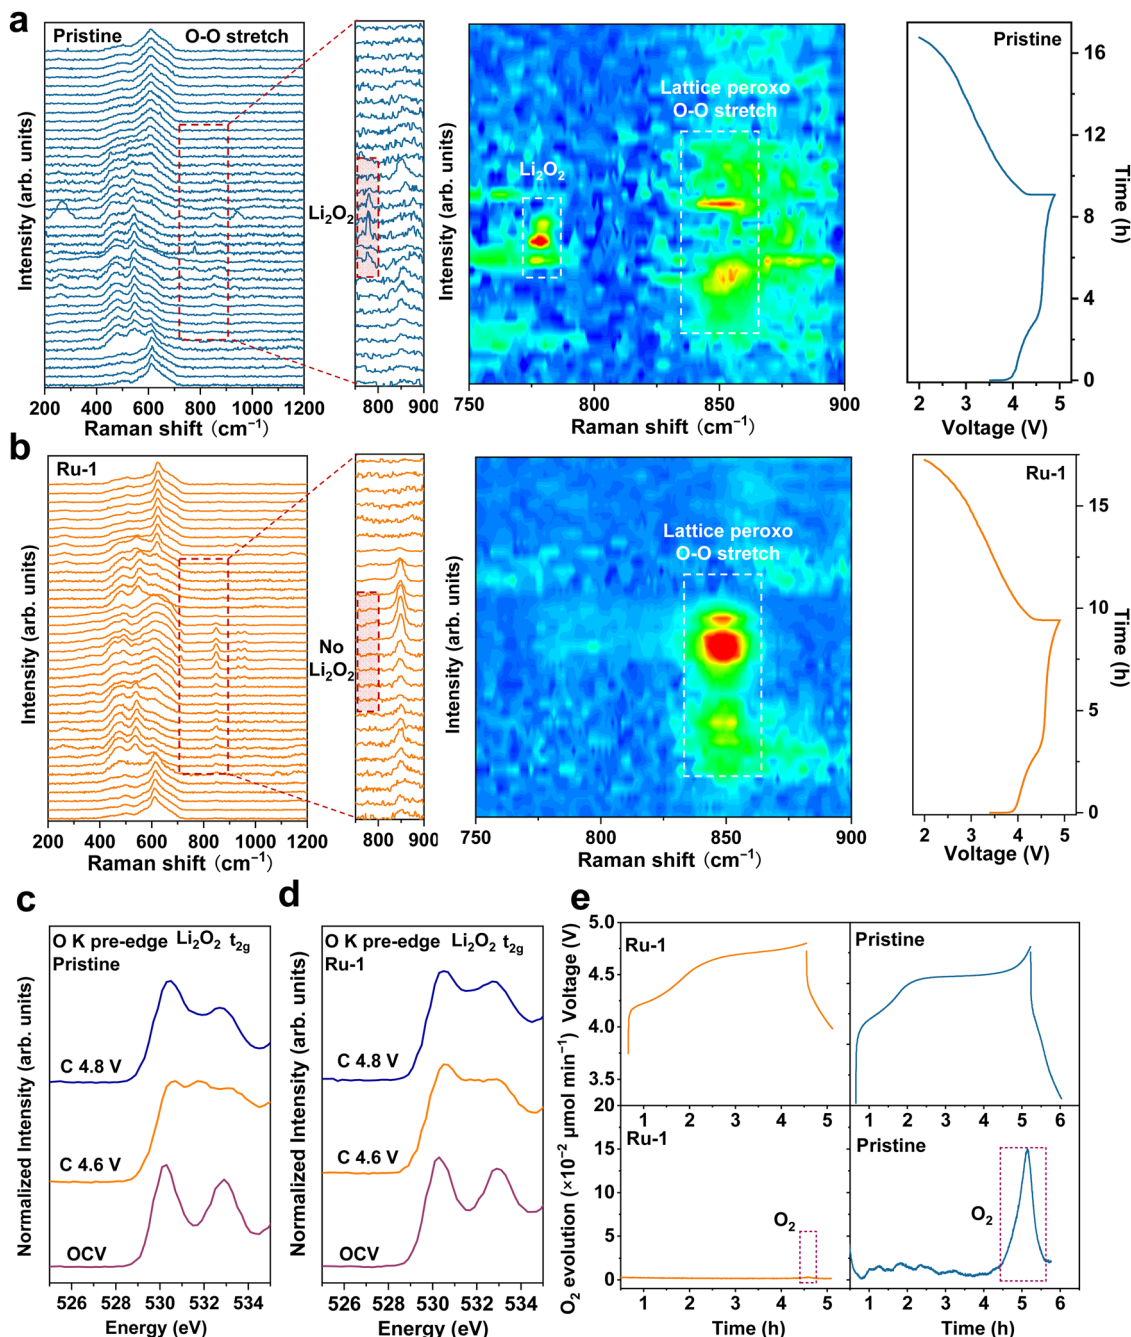 a
Pristine
O-O stretch
Intensity (arb. units)
200 400 600 800 1000 1200
Raman shift (cm⁻¹)
Li₂O₂
800 900
Intensity (arb. units)
Li₂O₂
Lattice peroxo
O-O stretch
750 800 850 900
Raman shift (cm⁻¹)
Pristine
16
12
8
4
0
Time (h)
2 3 4 5
Voltage (V)
b
Ru-1
Intensity (arb. units)
200 400 600 800 1000 1200
Raman shift (cm⁻¹)
No
Li₂O₂
800 900
Intensity (arb. units)
Lattice peroxo
O-O stretch
750 800 850 900
Raman shift (cm⁻¹)
Ru-1
15
10
5
0
Time (h)
2 3 4 5
Voltage (V)
c
O K pre-edge Li₂O₂ t₂g
Pristine
C 4.8 V
C 4.6 V
OCV
Normalized Intensity (arb. units)
526 528 530 532 534
Energy (eV)
d
O K pre-edge Li₂O₂ t₂g
Ru-1
C 4.8 V
C 4.6 V
OCV
Normalized Intensity (arb. units)
526 528 530 532 534
Energy (eV)
e
Voltage (V)
5.0
4.5
4.0
3.5
Ru-1
Pristine
1 2 3 4 5
1 2 3 4 5 6
O₂ evolution (×10⁻² μmol min⁻¹)
20
15
10
5
0
Ru-1
O₂
Pristine
O₂
1 2 3 4 5
1 2 3 4 5 6
Time (h)
Time (h)